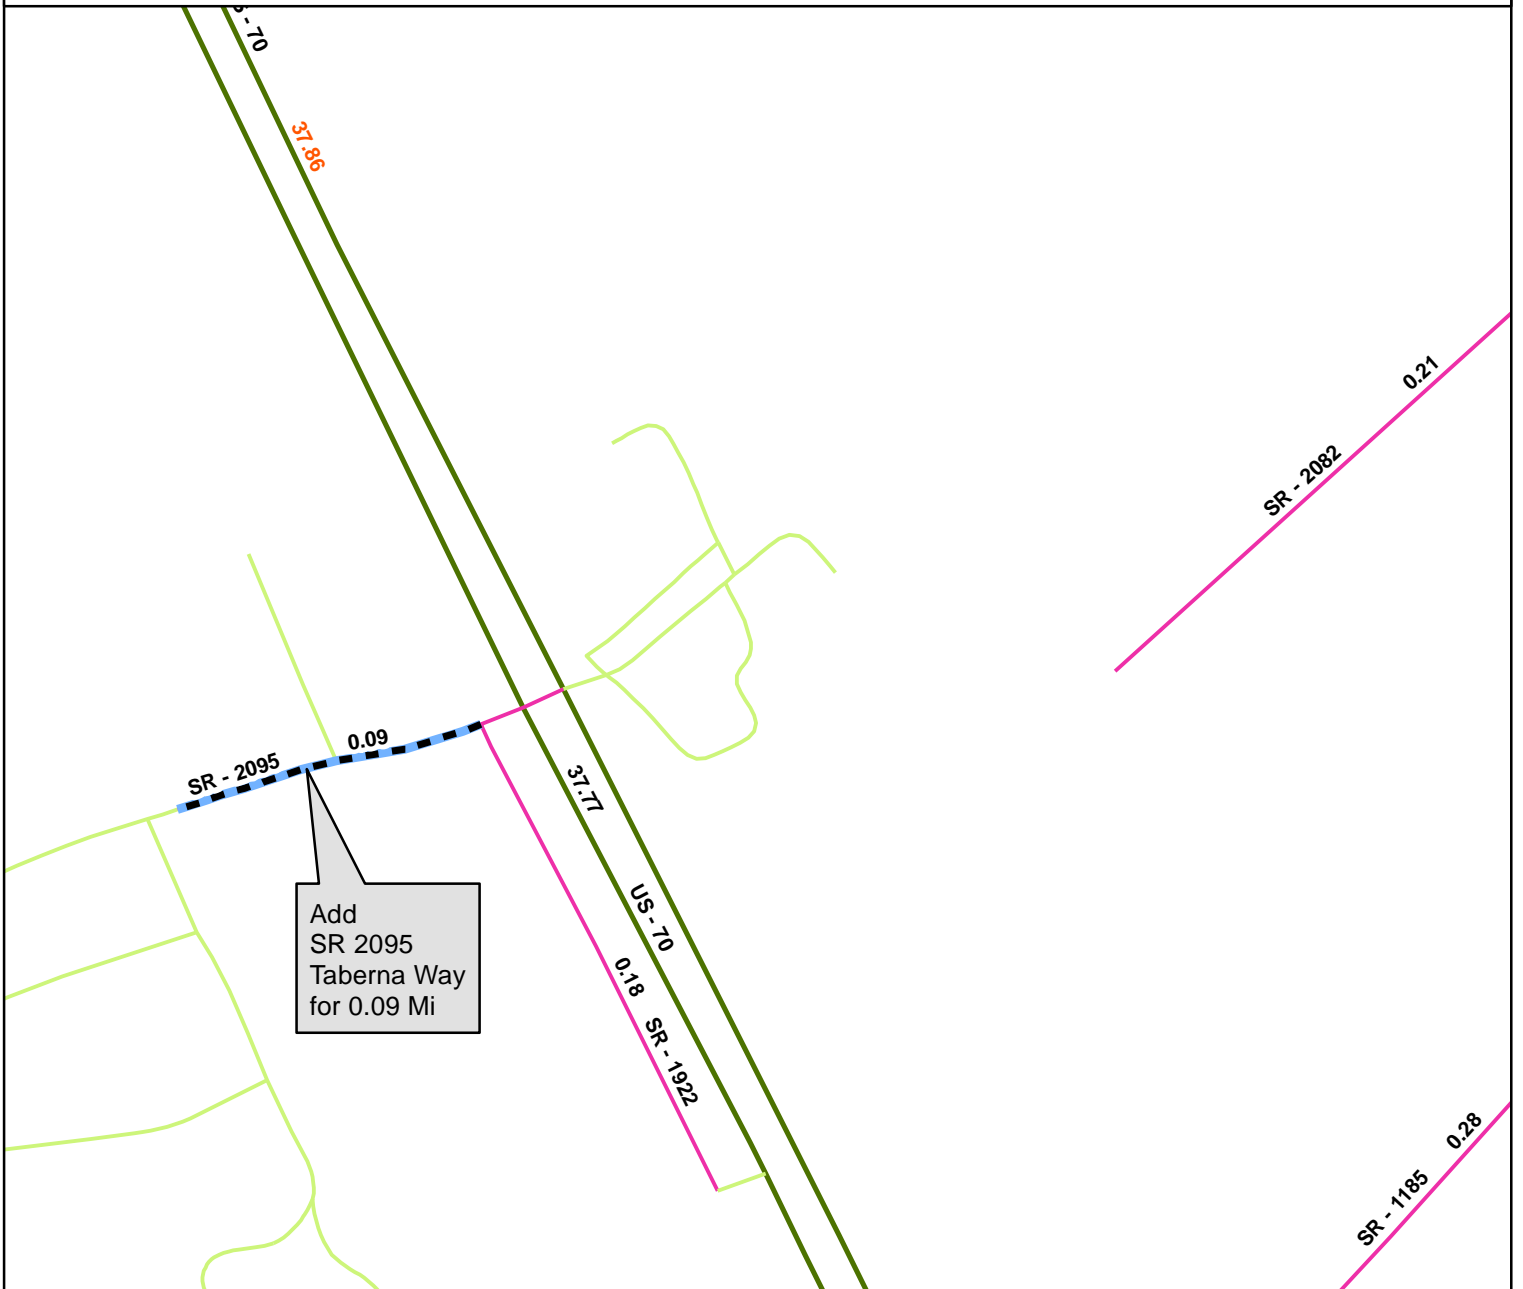 - 70
37.86
0.21
SR - 2082
0.09
SR - 2095
37.77
US - 70
Add
SR 2095
Taberna Way
for 0.09 Mi
0.18
SR - 1922
0.28
SR - 1185